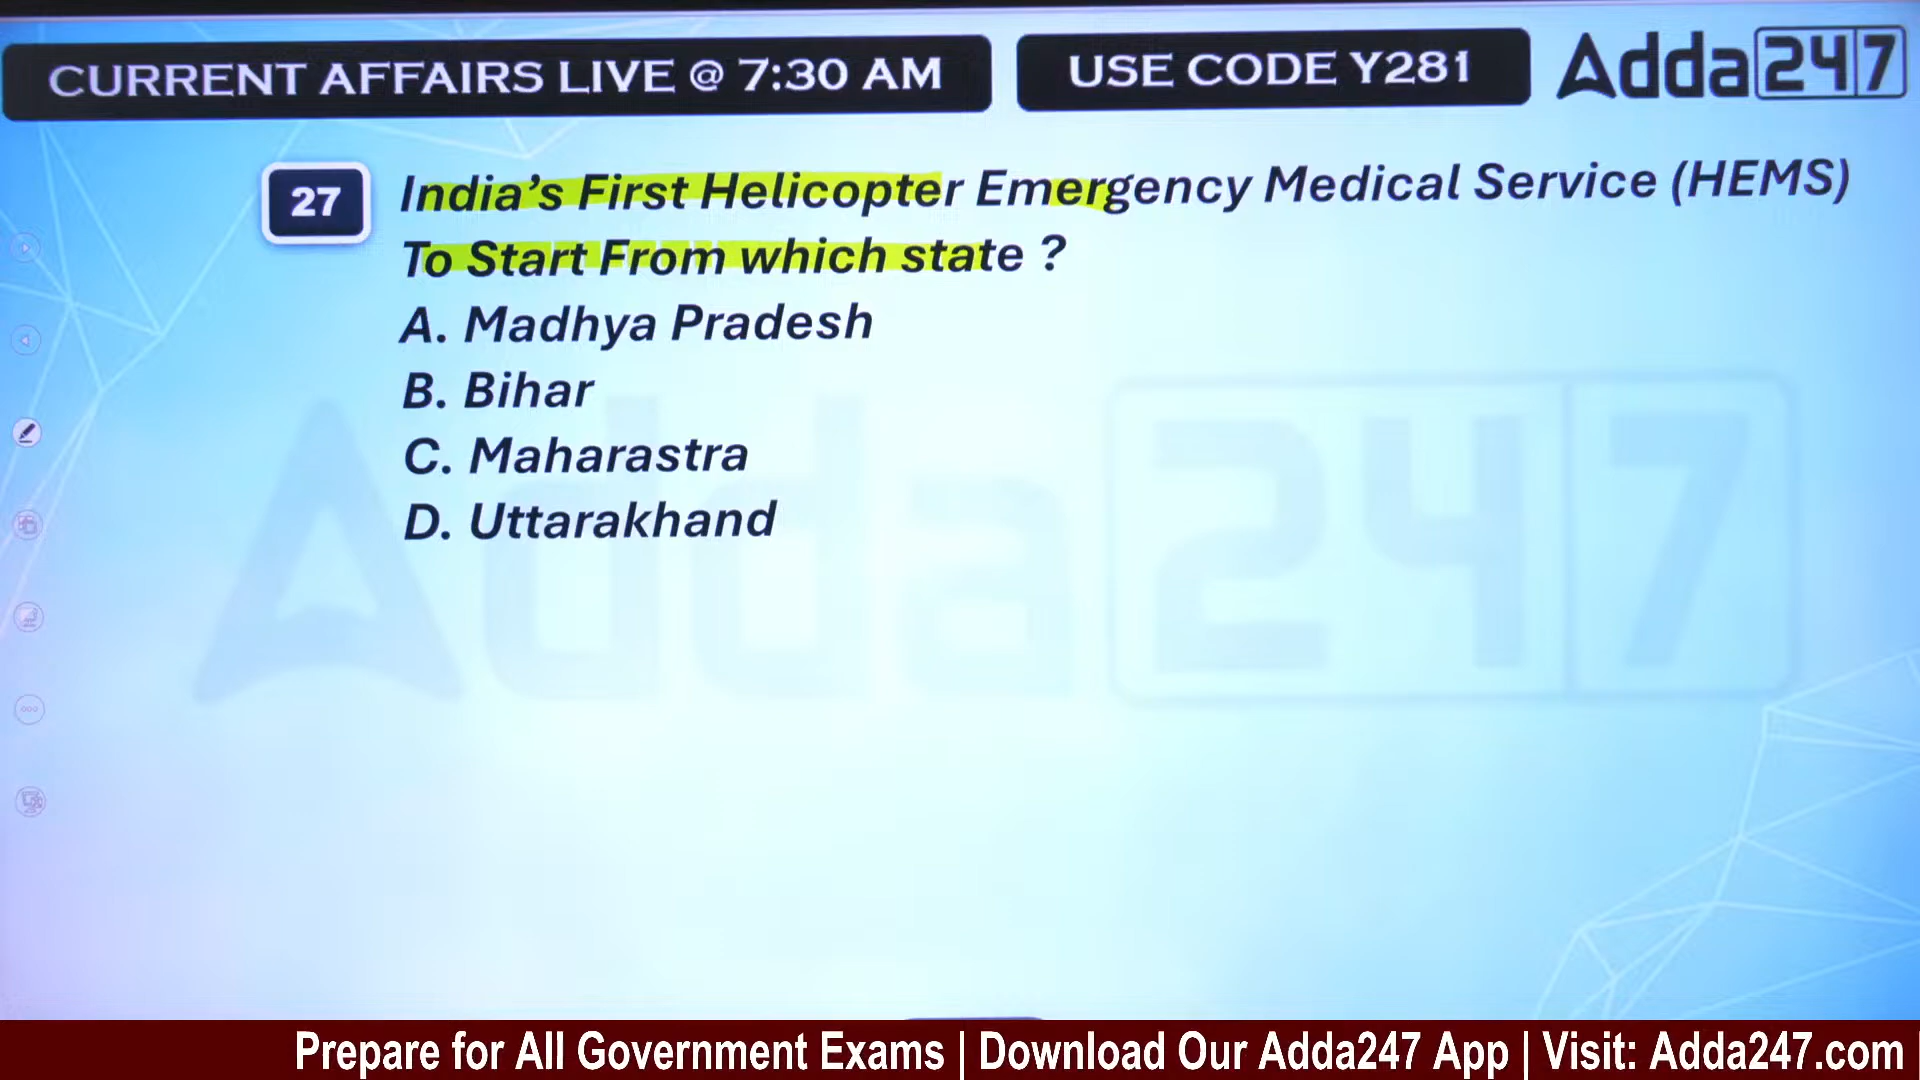 CURRENT AFFAIRS LIVE @ 7:30 AM
USE CODE Y281
Adda247
27
India's First Helicopter Emergency Medical Service (HEMS)
To Start From which state ?
A. Madhya Pradesh
B. Bihar
C. Maharastra
D. Uttarakhand
Adda247
Prepare for All Government Exams | Download Our Adda247 App | Visit: Adda247.com